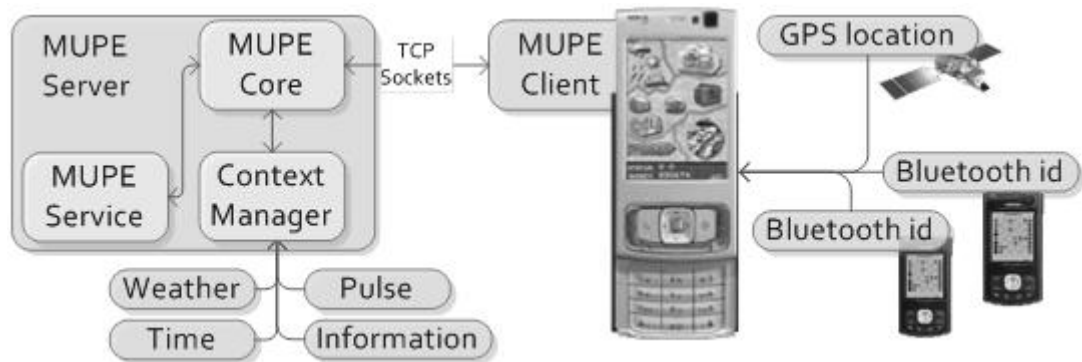 MUPE
Server
MUPE
Core
TCP
Sockets
MUPE
Client
GPS location
MUPE
Service
Context
Manager
Bluetooth id
Bluetooth id
Weather
Pulse
Time
Information